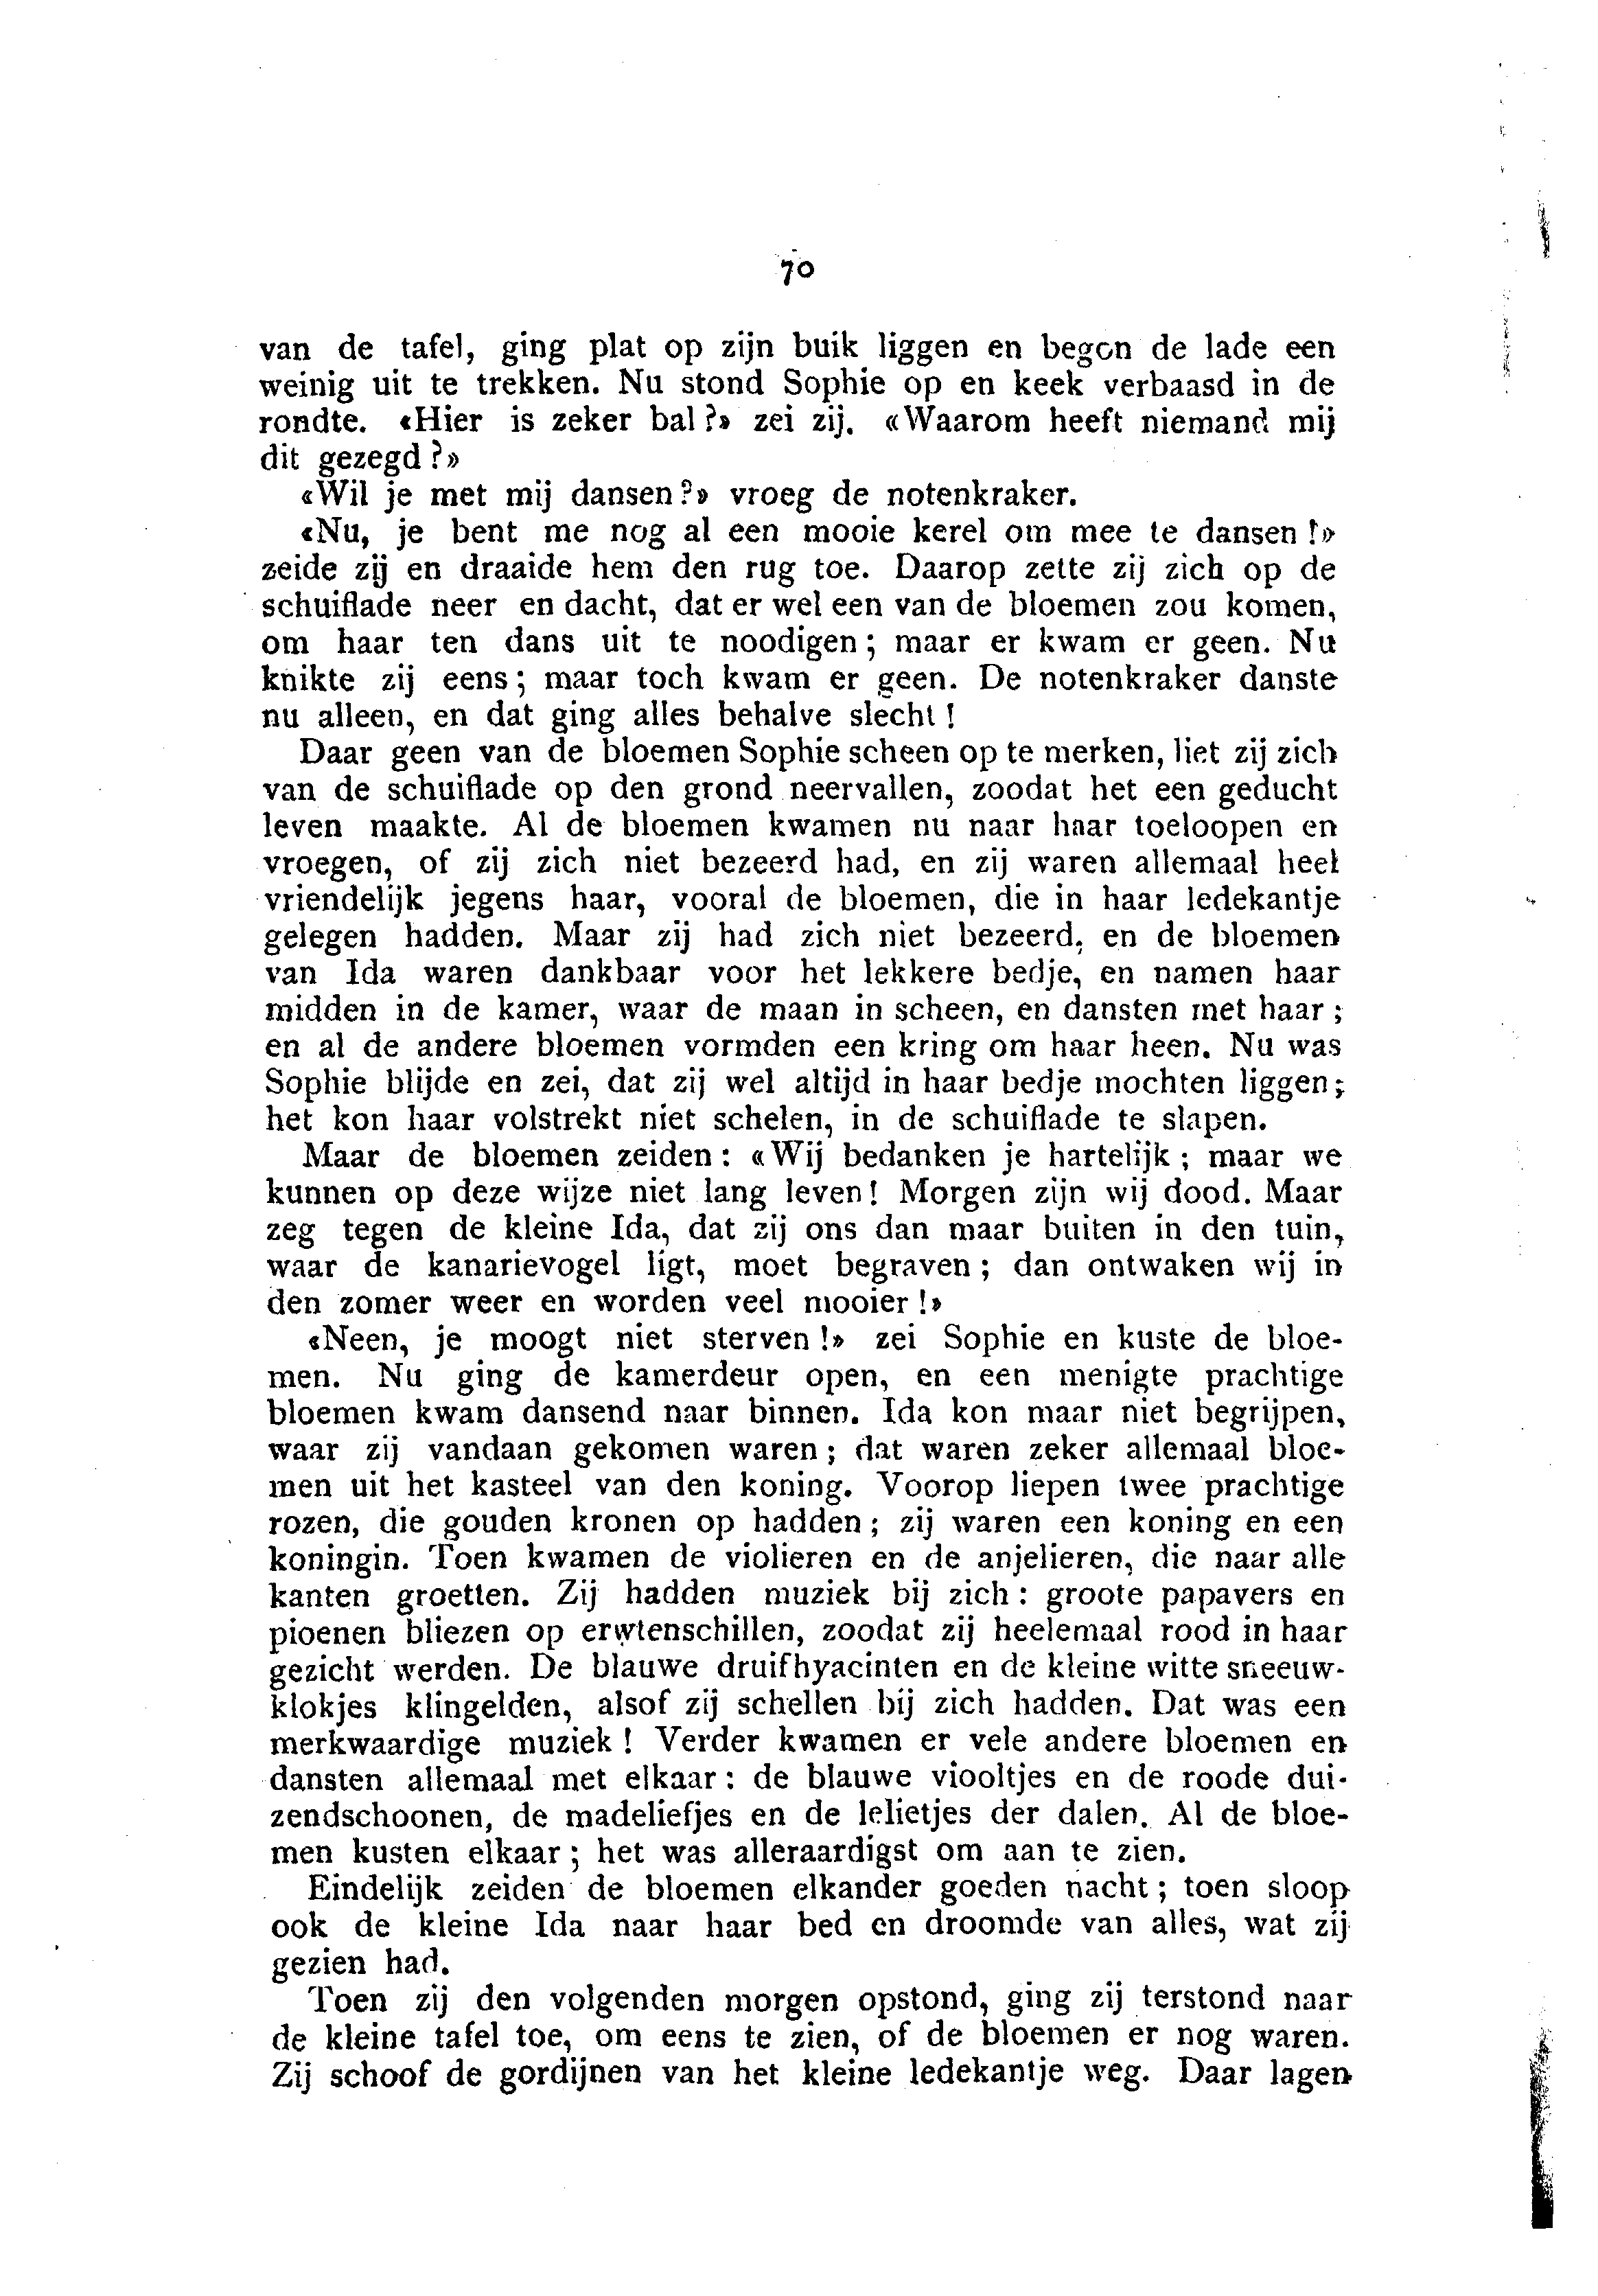 70
van de tafel, ging plat op zijn buik liggen en begon de lade een
weinig uit te trekken. Nu stond Sophie op en keek verbaasd in de
rondte. «Hier is zeker bal?» zei zij. «Waarom heeft niemand mij
dit gezegd?»
«Wil je met mij dansen?» vroeg de notenkraker.
«Nu, je bent me nog al een mooie kerel om mee te dansen!»
zeide zij en draaide hem den rug toe. Daarop zette zij zich op de
schuiflade neer en dacht, dat er wel een van de bloemen zou komen,
om haar ten dans uit te noodigen; maar er kwam er geen. Nu
knikte zij eens; maar toch kwam er geen. De notenkraker danste
nu alleen, en dat ging alles behalve slecht!
Daar geen van de bloemen Sophie scheen op te merken, liet zij zich
van de schuiflade op den grond neervallen, zoodat het een geducht
leven maakte. Al de bloemen kwamen nu naar haar toeloopen en
vroegen, of zij zich niet bezeerd had, en zij waren allemaal heel
vriendelijk jegens haar, vooral de bloemen, die in haar ledekantje
gelegen hadden. Maar zij had zich niet bezeerd, en de bloemen
van Ida waren dankbaar voor het lekkere bedje, en namen haar
midden in de kamer, waar de maan in scheen, en dansten met haar;
en al de andere bloemen vormden een kring om haar heen. Nu was
Sophie blijde en zei, dat zij wel altijd in haar bedje mochten liggen;
het kon haar volstrekt niet schelen, in de schuiflade te slapen.
Maar de bloemen zeiden: «Wij bedanken je hartelijk; maar we
kunnen op deze wijze niet lang leven! Morgen zijn wij dood. Maar
zeg tegen de kleine Ida, dat zij ons dan maar buiten in den tuin,
waar de kanarievogel ligt, moet begraven; dan ontwaken wij in
den zomer weer en worden veel mooier!»
«Neen, je moogt niet sterven!» zei Sophie en kuste de bloe-
men. Nu ging de kamerdeur open, en een menigte prachtige
bloemen kwam dansend naar binnen. Ida kon maar niet begrijpen,
waar zij vandaan gekomen waren; dat waren zeker allemaal bloe-
men uit het kasteel van den koning. Voorop liepen twee prachtige
rozen, die gouden kronen op hadden; zij waren een koning en een
koningin. Toen kwamen de violieren en de anjelieren, die naar alle
kanten groetten. Zij hadden muziek bij zich: groote papavers en
pioenen bliezen op erwtenschillen, zoodat zij heelemaal rood in haar
gezicht werden. De blauwe druifhyacinten en de kleine witte sneeuw-
klokjes klingelden, alsof zij schellen bij zich hadden. Dat was een
merkwaardige muziek! Verder kwamen er vele andere bloemen en
dansten allemaal met elkaar: de blauwe viooltjes en de roode dui-
zendschoonen, de madeliefjes en de lelietjes der dalen. Al de bloe-
men kusten elkaar; het was alleraardigst om aan te zien.
Eindelijk zeiden de bloemen elkander goeden nacht; toen sloop
ook de kleine Ida naar haar bed en droomde van alles, wat zij
gezien had.
Toen zij den volgenden morgen opstond, ging zij terstond naar
de kleine tafel toe, om eens te zien, of de bloemen er nog waren.
Zij schoof de gordijnen van het kleine ledekantje weg. Daar lagen